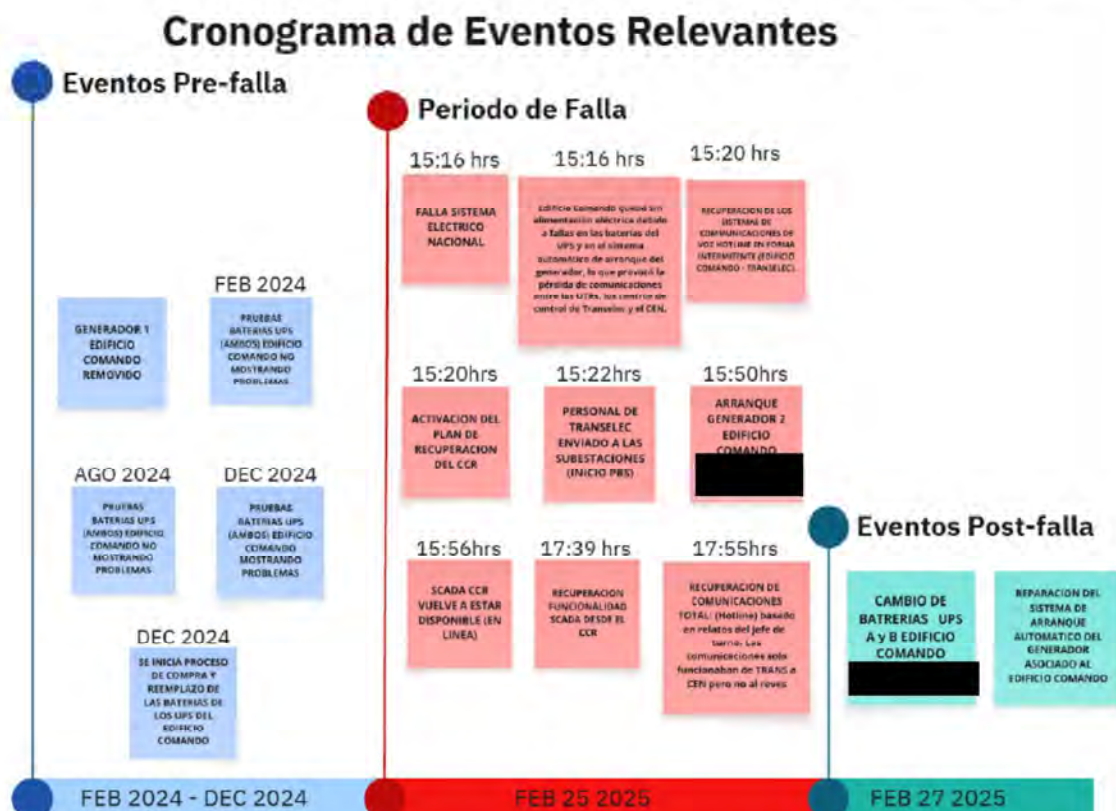 Cronograma de Eventos Relevantes
Eventos Pre-falla
GENERADOR 1
EDIFICIO
COMANDO
REMOVIDO
FEB 2024
PRUEBAS
BATERIAS UPS
(AMBOS) EDIFICIO
COMANDO NO
MOSTRANDO
PROBLEMAS
AGO 2024
PRUEBAS
BATERIAS UPS
(AMBOS) EDIFICIO
COMANDO NO
MOSTRANDO
PROBLEMAS
DEC 2024
PRUEBAS
BATERIAS UPS
(AMBOS) EDIFICIO
COMANDO
MOSTRANDO
PROBLEMAS
DEC 2024
SE INICIA PROCESO
DE COMPRA Y
REEMPLAZO DE
LAS BATERIAS DE
LOS UPS DEL
EDIFICIO
COMANDO
Periodo de Falla
15:16 hrs
FALLA SISTEMA
ELECTRICO
NACIONAL
15:16 hrs
Edificio Comando quedó sin
alimentación eléctrica debido
a fallas en las baterías del
UPS y en el sistema
automático de arranque del
generador, lo que provocó la
pérdida de comunicaciones
entre las UTRs, los centros de
control de Transelec y el CEN.
15:20 hrs
RECUPERACION DE LOS
SISTEMAS DE
COMMUNICACIONES DE
VOZ HOTLINE EN FORMA
INTERMITENTE (EDIFICIO
COMANDO - TRANSELEC)
15:20hrs
ACTIVACION DEL
PLAN DE
RECUPERACION
DEL CCR
15:22hrs
PERSONAL DE
TRANSELEC
ENVIADO A LAS
SUBESTACIONES
(INICIO PRS)
15:50hrs
ARRANQUE
GENERADOR 2
EDIFICIO
COMANDO
15:56hrs
SCADA CCR
VUELVE A ESTAR
DISPONIBLE (EN
LINEA)
17:39 hrs
RECUPERACION
FUNCIONALIDAD
SCADA DESDE EL
CCR
17:55hrs
RECUPERACION DE
COMUNICACIONES
TOTAL: (Hotline) basado
en relatos del jefe de
turno. Las
comunicaciones solo
funcionaban de TRANS a
CEN pero no al reves
Eventos Post-falla
CAMBIO DE
BATRERIAS UPS
A y B EDIFICIO
COMANDO
REPARACION DEL
SISTEMA DE
ARRANQUE
AUTOMATICO DEL
GENERADOR
ASOCIADO AL
EDIFICIO COMANDO
FEB 2024 - DEC 2024
FEB 25 2025
FEB 27 2025